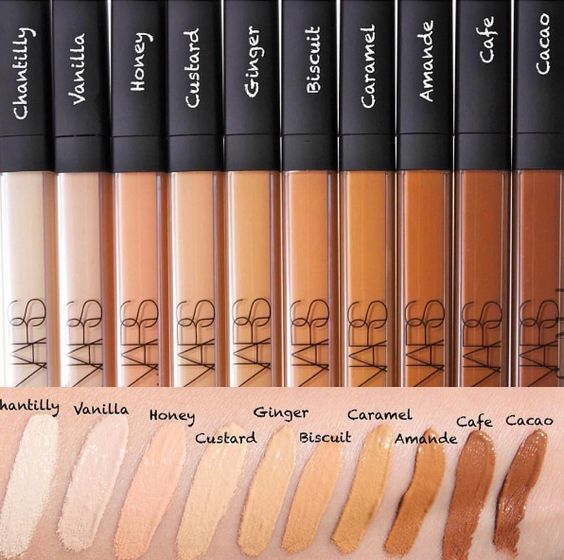 Chantilly
Vanilla
Honey
Custard
Ginger
Biscuit
Caramel
Amande
Cafe
Cacao
NARS
NARS
NARS
NARS
NARS
NARS
NARS
NARS
NARS
hantilly
Vanilla
Honey
Custard
Ginger
Biscuit
Caramel
Amande
Cafe
Cacao